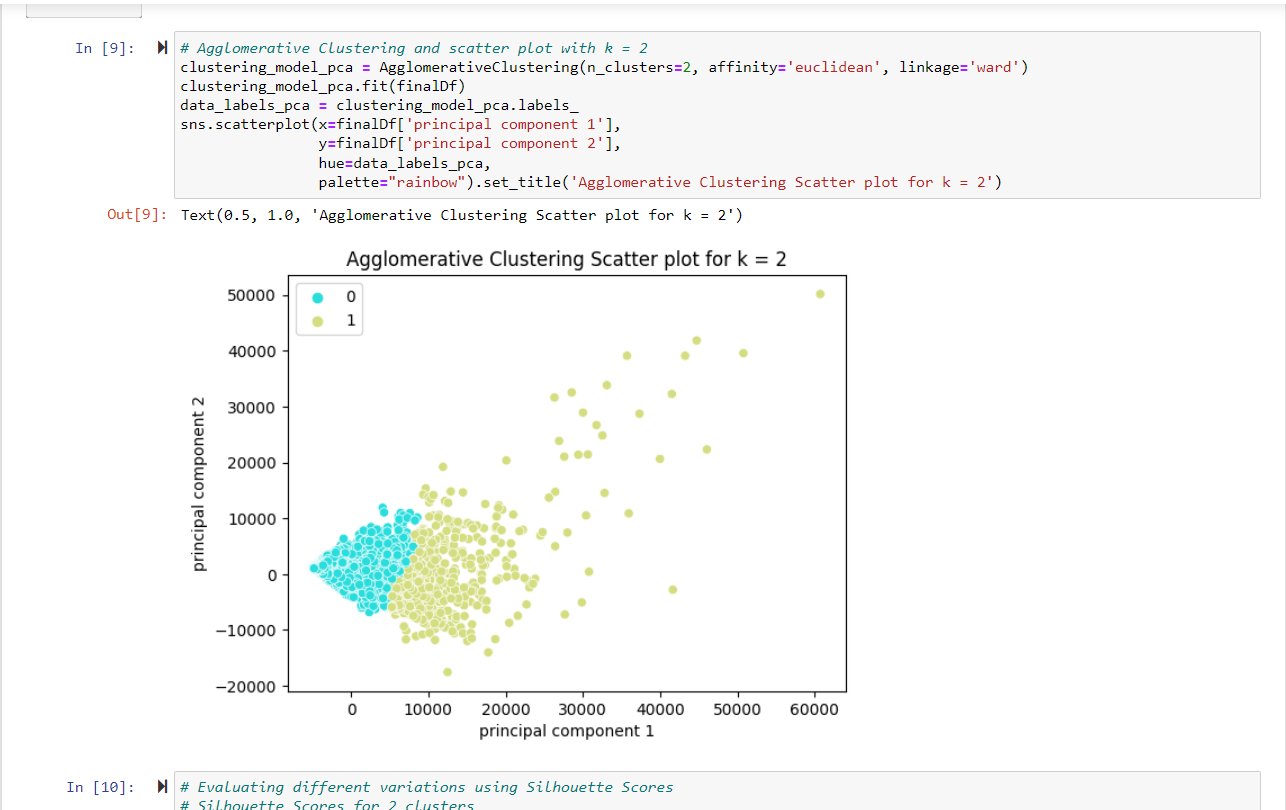 In [9]:
# Agglomerative Clustering and scatter plot with k = 2
clustering_model_pca = AgglomerativeClustering(n_clusters=2, affinity='euclidean', linkage='ward')
clustering_model_pca.fit(finalDf)
data_labels_pca = clustering_model_pca.labels_
sns.scatterplot(x=finalDf['principal component 1'],
                y=finalDf['principal component 2'],
                hue=data_labels_pca,
                palette="rainbow").set_title('Agglomerative Clustering Scatter plot for k = 2')
Out[9]: Text(0.5, 1.0, 'Agglomerative Clustering Scatter plot for k = 2')
Agglomerative Clustering Scatter plot for k = 2
0
1
50000
40000
30000
20000
10000
0
−10000
−20000
principal component 2
0 10000 20000 30000 40000 50000 60000
principal component 1
In [10]:
# Evaluating different variations using Silhouette Scores
# Silhouette Scores for 2 clusters